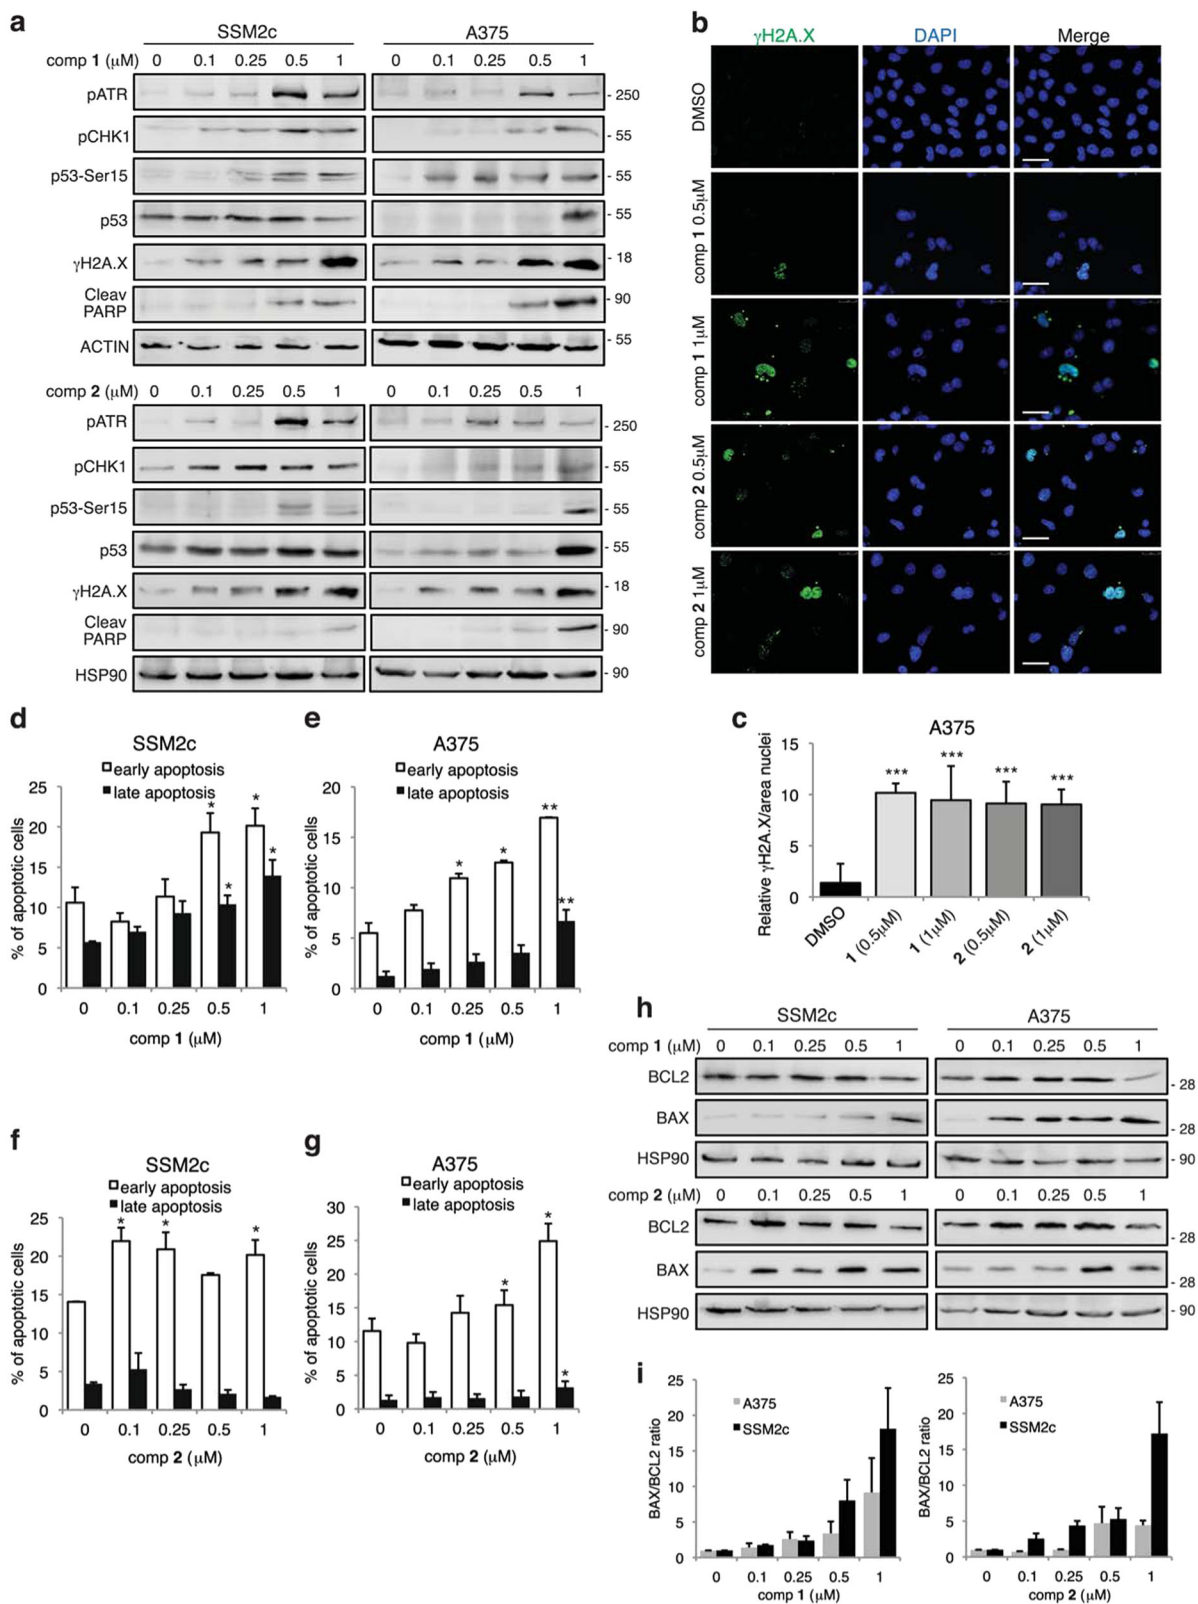 a
SSM2c A375
comp 1 (μM) 0 0.1 0.25 0.5 1 0 0.1 0.25 0.5 1
pATR - 250
pCHK1 - 55
p53-Ser15 - 55
p53 - 55
γH2A.X - 18
Cleav
PARP - 90
ACTIN - 55
comp 2 (μM) 0 0.1 0.25 0.5 1 0 0.1 0.25 0.5 1
pATR - 250
pCHK1 - 55
p53-Ser15 - 55
p53 - 55
γH2A.X - 18
Cleav
PARP - 90
HSP90 - 90
b
γH2A.X DAPI Merge
DMSO
comp 1 0.5μM
comp 1 1μM
comp 2 0.5μM
comp 2 1μM
c
A375
Relative γH2A.X/area nuclei
15
10
5
0
*** *** *** ***
DMSO 1 (0.5μM) 1 (1μM) 2 (0.5μM) 2 (1μM)
d
SSM2c
early apoptosis
late apoptosis
% of apoptotic cells
25
20
15
10
5
0
* * * *
0 0.1 0.25 0.5 1
comp 1 (μM)
e
A375
early apoptosis
late apoptosis
% of apoptotic cells
20
15
10
5
0
* * ** **
0 0.1 0.25 0.5 1
comp 1 (μM)
f
SSM2c
early apoptosis
late apoptosis
% of apoptotic cells
25
20
15
10
5
0
* * *
0 0.1 0.25 0.5 1
comp 2 (μM)
g
A375
early apoptosis
late apoptosis
% of apoptotic cells
30
25
20
15
10
5
0
* * *
0 0.1 0.25 0.5 1
comp 2 (μM)
h
SSM2c A375
comp 1 (μM) 0 0.1 0.25 0.5 1 0 0.1 0.25 0.5 1
BCL2 - 28
BAX - 28
HSP90 - 90
comp 2 (μM) 0 0.1 0.25 0.5 1 0 0.1 0.25 0.5 1
BCL2 - 28
BAX - 28
HSP90 - 90
i
BAX/BCL2 ratio
25
20
15
10
5
0
A375
SSM2c
0 0.1 0.25 0.5 1
comp 1 (μM)
BAX/BCL2 ratio
25
20
15
10
5
0
A375
SSM2c
0 0.1 0.25 0.5 1
comp 2 (μM)